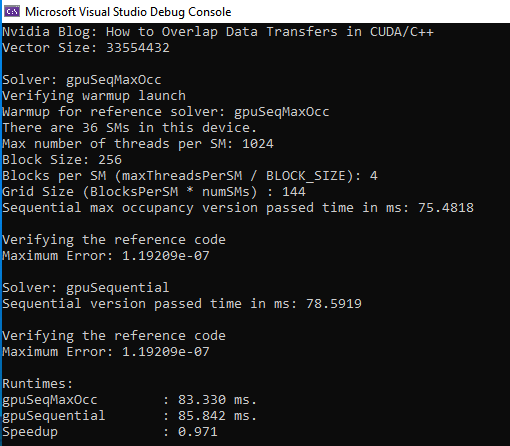 Microsoft Visual Studio Debug Console
Nvidia Blog: How to Overlap Data Transfers in CUDA/C++
Vector Size: 33554432
Solver: gpuSeqMaxOcc
Verifying warmup launch
Warmup for reference solver: gpuSeqMaxOcc
There are 36 SMs in this device.
Max number of threads per SM: 1024
Block Size: 256
Blocks per SM (maxThreadsPerSM / BLOCK_SIZE): 4
Grid Size (BlocksPerSM * numSMs) : 144
Sequential max occupancy version passed time in ms: 75.4818
Verifying the reference code
Maximum Error: 1.19209e-07
Solver: gpuSequential
Sequential version passed time in ms: 78.5919
Verifying the reference code
Maximum Error: 1.19209e-07
Runtimes:
gpuSeqMaxOcc : 83.330 ms.
gpuSequential : 85.842 ms.
Speedup : 0.971